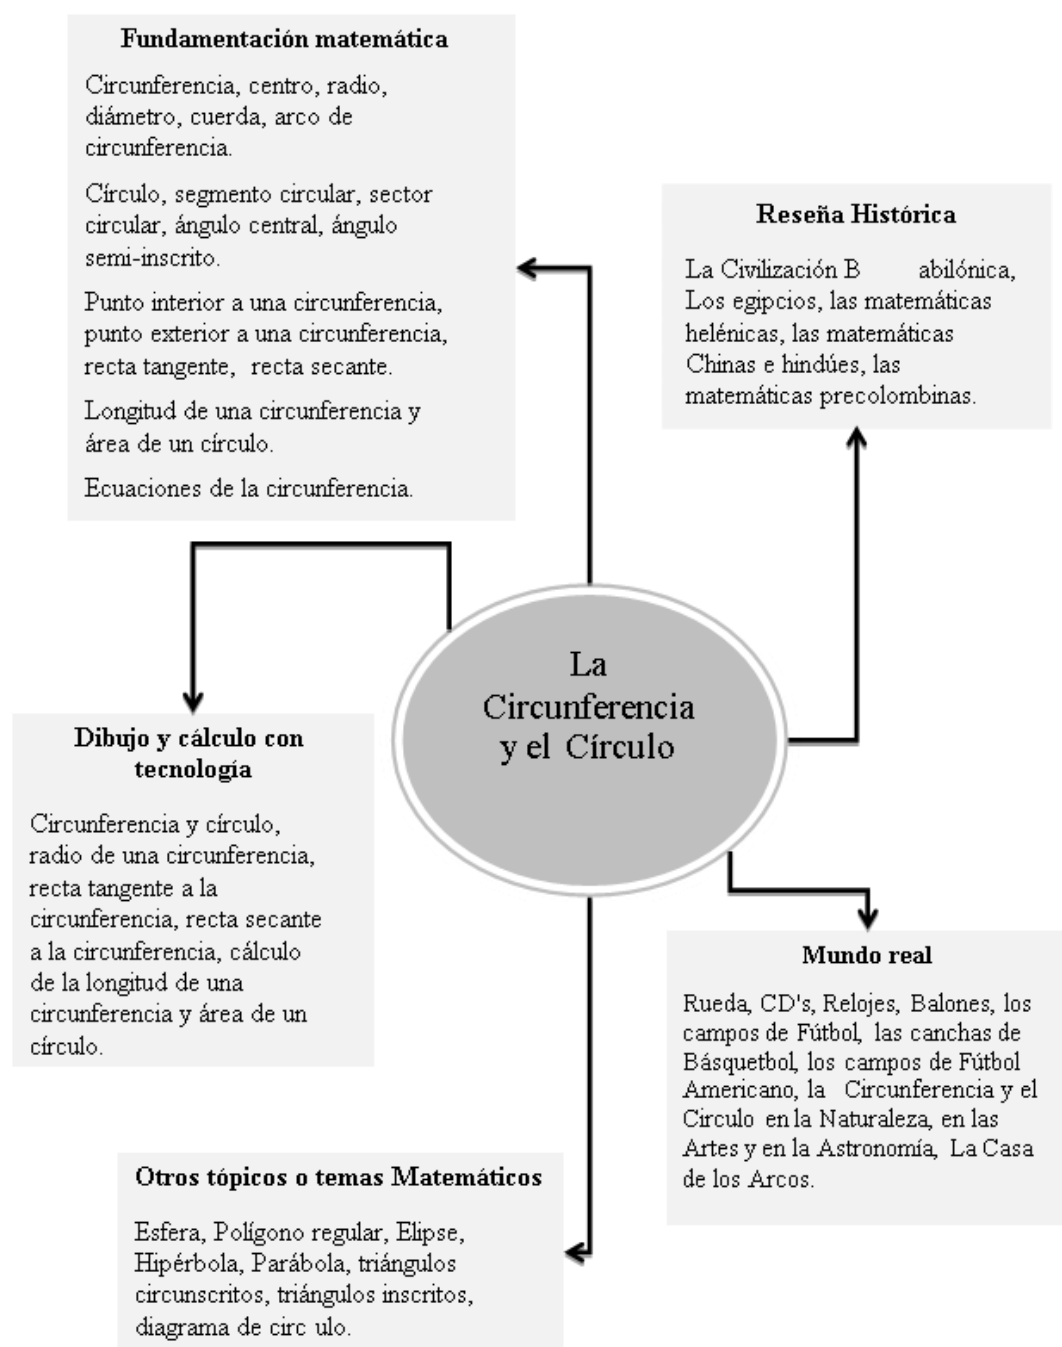 Fundamentación matemática
Circunferencia, centro, radio,
diámetro, cuerda, arco de
circunferencia.
Círculo, segmento circular, sector
circular, ángulo central, ángulo
semi-inscrito.
Punto interior a una circunferencia,
punto exterior a una circunferencia,
recta tangente, recta secante.
Longitud de una circunferencia y
área de un círculo.
Ecuaciones de la circunferencia.
Reseña Histórica
La Civilización B abilónica,
Los egipcios, las matemáticas
helénicas, las matemáticas
Chinas e hindúes, las
matemáticas precolombinas.
La
Circunferencia
y el Círculo
Dibujo y cálculo con
tecnología
Circunferencia y círculo,
radio de una circunferencia,
recta tangente a la
circunferencia, recta secante
a la circunferencia, cálculo
de la longitud de una
circunferencia y área de un
círculo.
Mundo real
Rueda, CD's, Relojes, Balones, los
campos de Fútbol, las canchas de
Básquetbol, los campos de Fútbol
Americano, la Circunferencia y el
Circulo en la Naturaleza, en las
Artes y en la Astronomía, La Casa
de los Arcos.
Otros tópicos o temas Matemáticos
Esfera, Polígono regular, Elipse,
Hipérbola, Parábola, triángulos
circunscritos, triángulos inscritos,
diagrama de circ ulo.